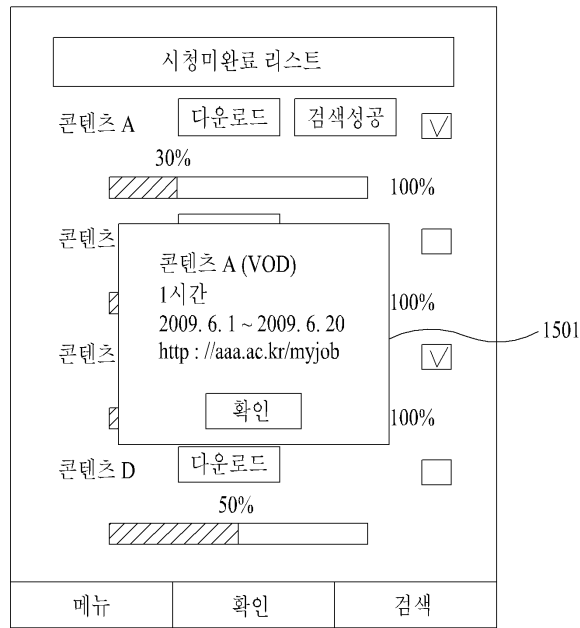 시청미완료 리스트
콘텐츠 A 다운로드 검색성공
30%
100%
콘텐츠
콘텐츠 A (VOD)
1시간
100%
2009. 6. 1 ~ 2009. 6. 20
1501
http : //aaa.ac.kr/myjob
콘텐츠
확인
100%
콘텐츠 D 다운로드
50%
메뉴 확인 검색